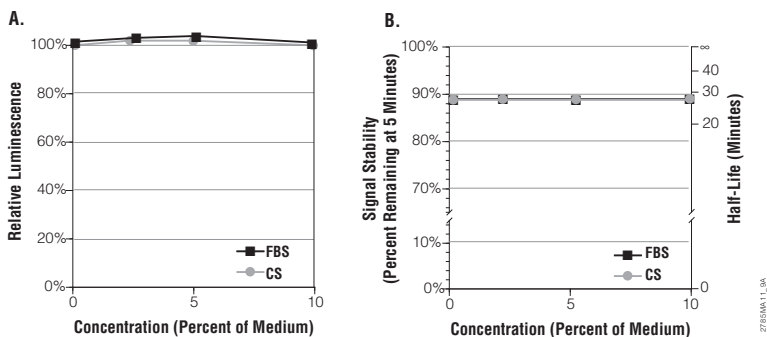 A.
100%
80%
60%
40%
20%
0%
Relative Luminescence
FBS
CS
0
5
10
Concentration (Percent of Medium)
B.
100%
90%
80%
70%
10%
0%
Signal Stability
(Percent Remaining at 5 Minutes)
∞
40
30
20
0
Half-Life (Minutes)
FBS
CS
0
5
10
Concentration (Percent of Medium)
2785MA11_9A